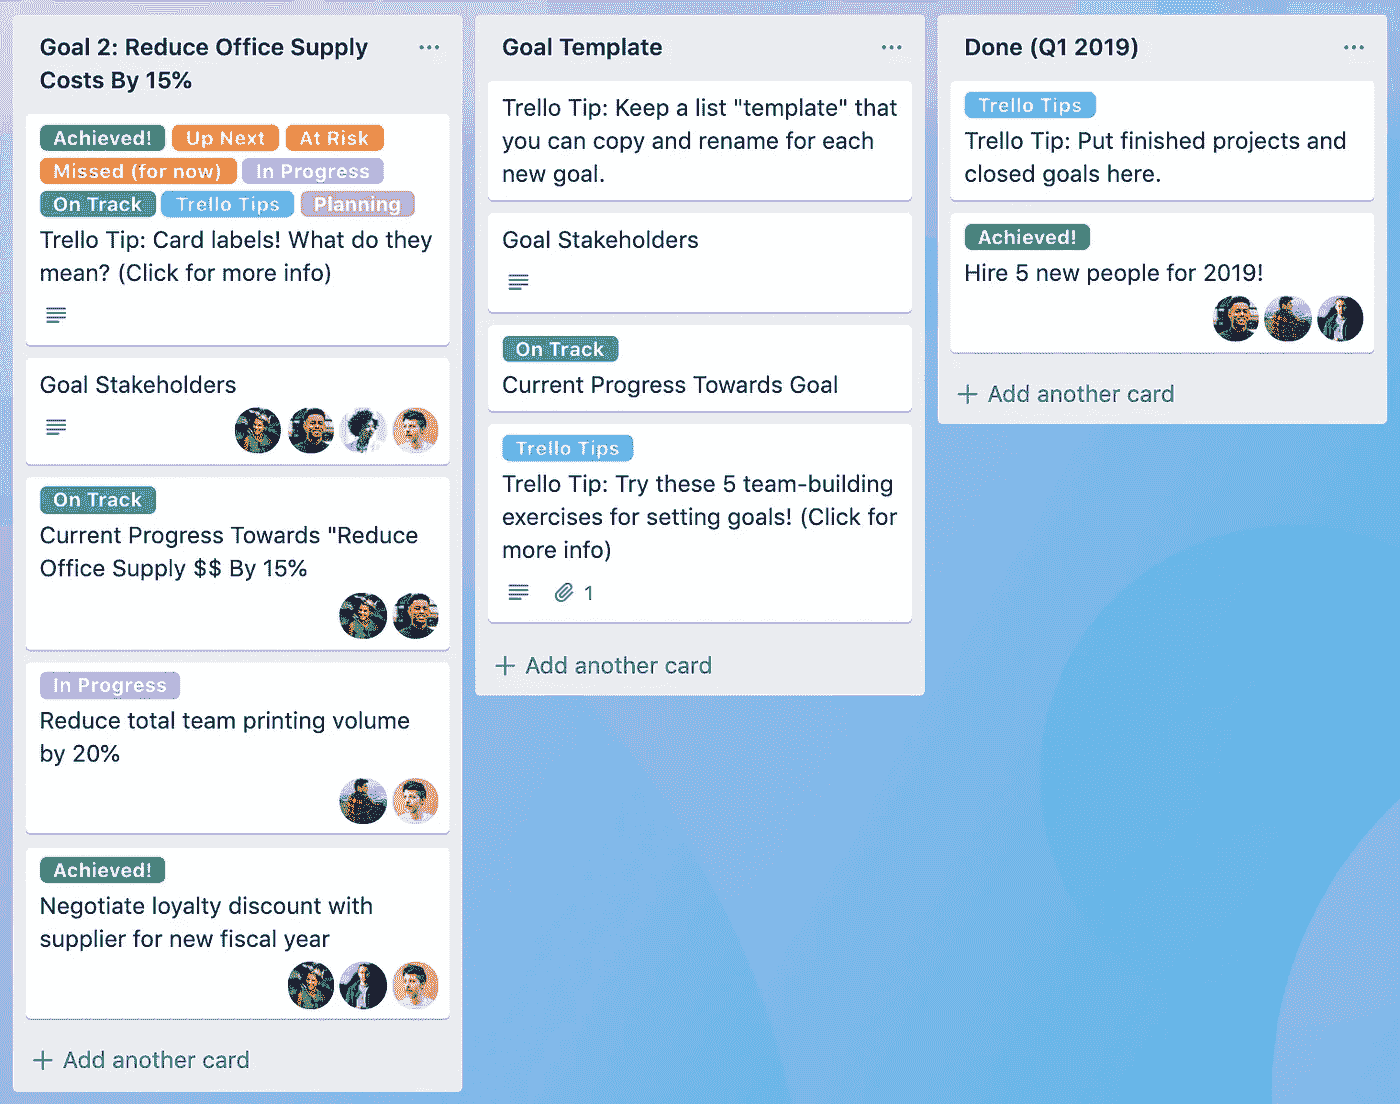 Goal 2: Reduce Office Supply
Costs By 15%
Achieved! Up Next At Risk
Missed (for now) In Progress
On Track Trello Tips Planning
Trello Tip: Card labels! What do they
mean? (Click for more info)
Goal Stakeholders
On Track
Current Progress Towards "Reduce
Office Supply $$ By 15%
In Progress
Reduce total team printing volume
by 20%
Achieved!
Negotiate loyalty discount with
supplier for new fiscal year
+ Add another card
Goal Template
Trello Tip: Keep a list "template" that
you can copy and rename for each
new goal.
Goal Stakeholders
On Track
Current Progress Towards Goal
Trello Tips
Trello Tip: Try these 5 team-building
exercises for setting goals! (Click for
more info)
1
+ Add another card
Done (Q1 2019)
Trello Tips
Trello Tip: Put finished projects and
closed goals here.
Achieved!
Hire 5 new people for 2019!
+ Add another card